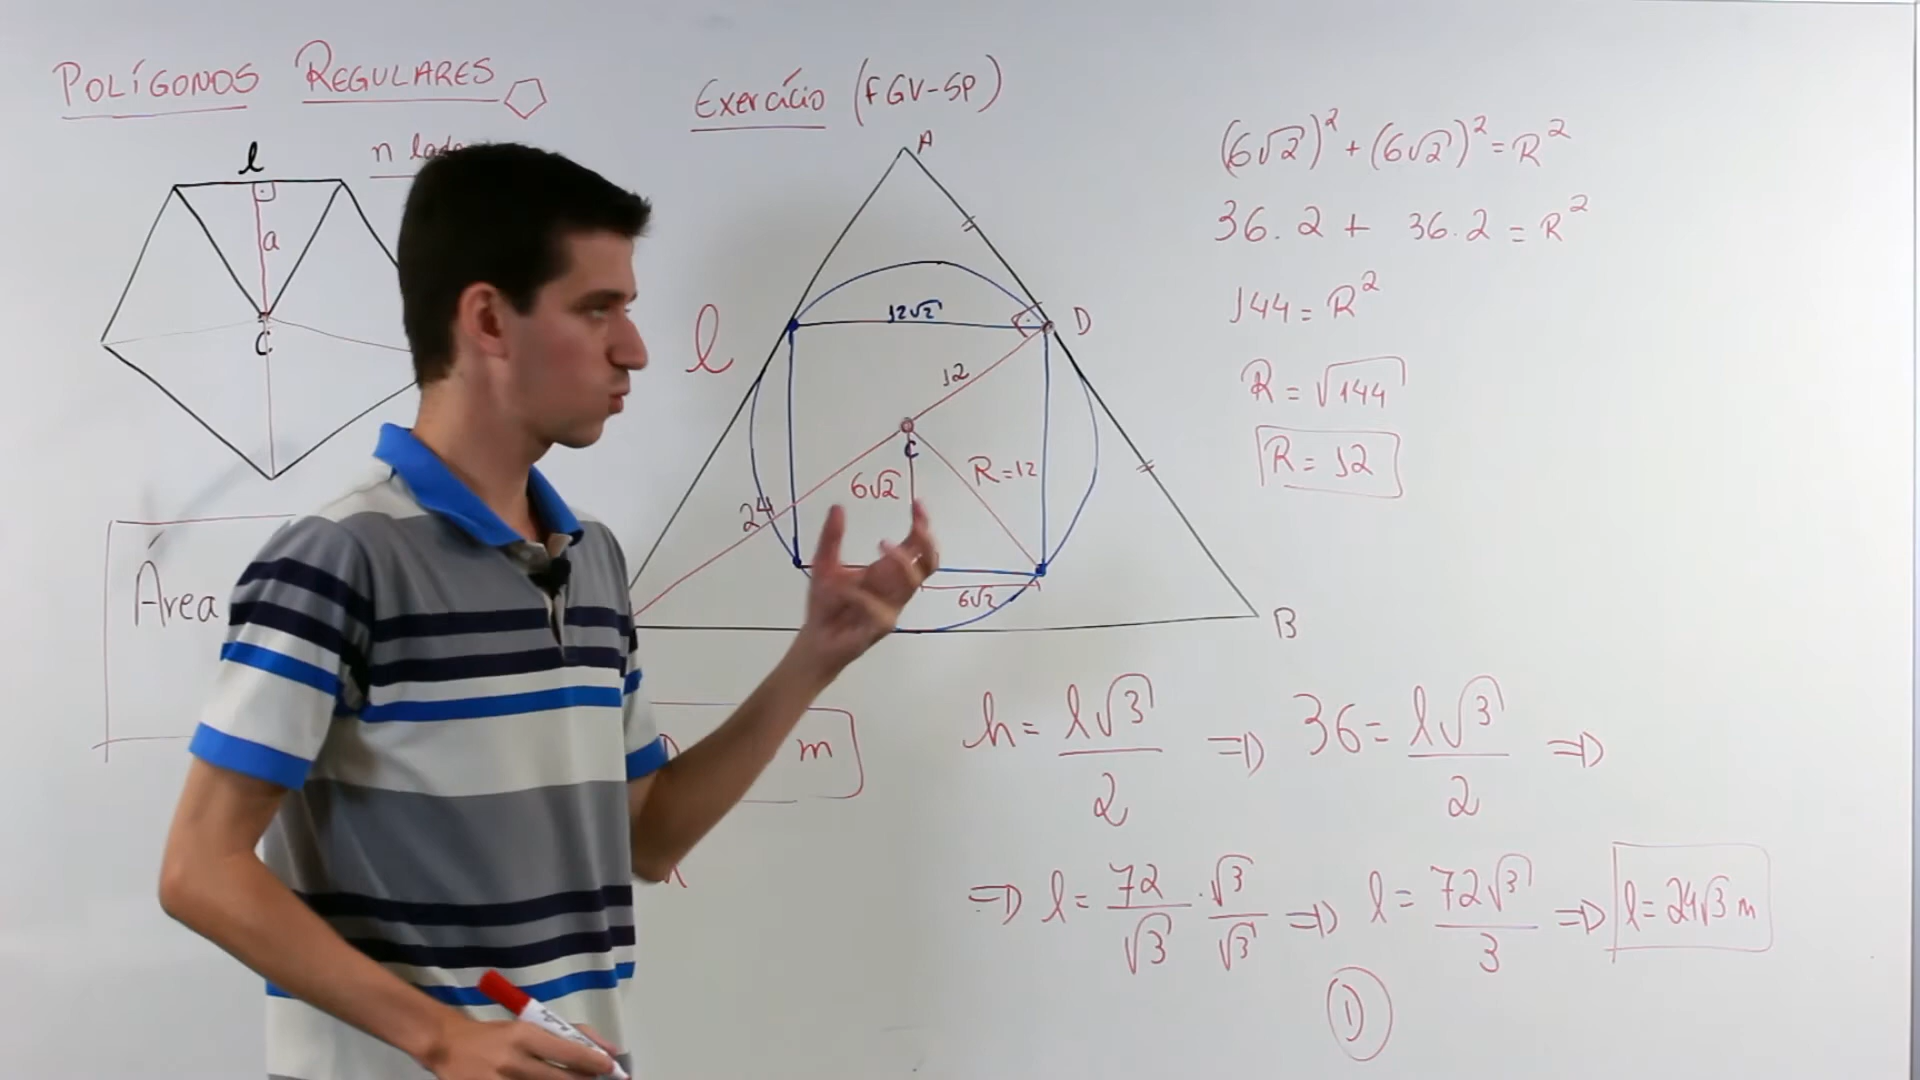 POLÍGONOS REGULARES
l
n lado
a
C
Área
m
Exercício (FGV-SP)
A
12√2
D
l
12
C
6√2
R=12
24
6√2
B
(6√2)² + (6√2)² = R²
36.2 + 36.2 = R²
144 = R²
R = √144
R = 12
h = l√3/2 ⇒ 36 = l√3/2 ⇒
⇒ l = 72/√3 . √3/√3 ⇒ l = 72√3/3 ⇒ l = 24√3 m
D